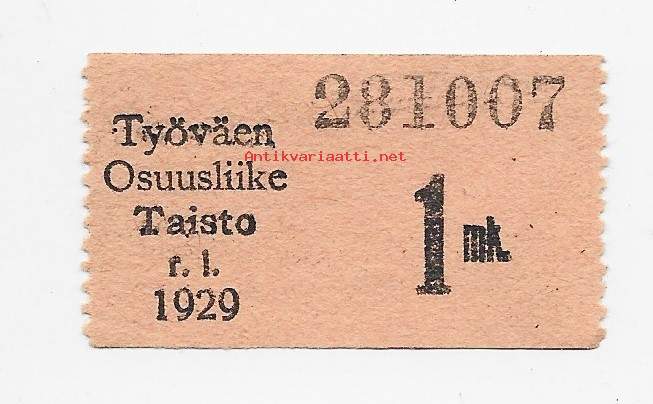 281007
Työväen
Antikvariaatti.net
Osuusliike
Taisto
r. l.
1929
1 mk.